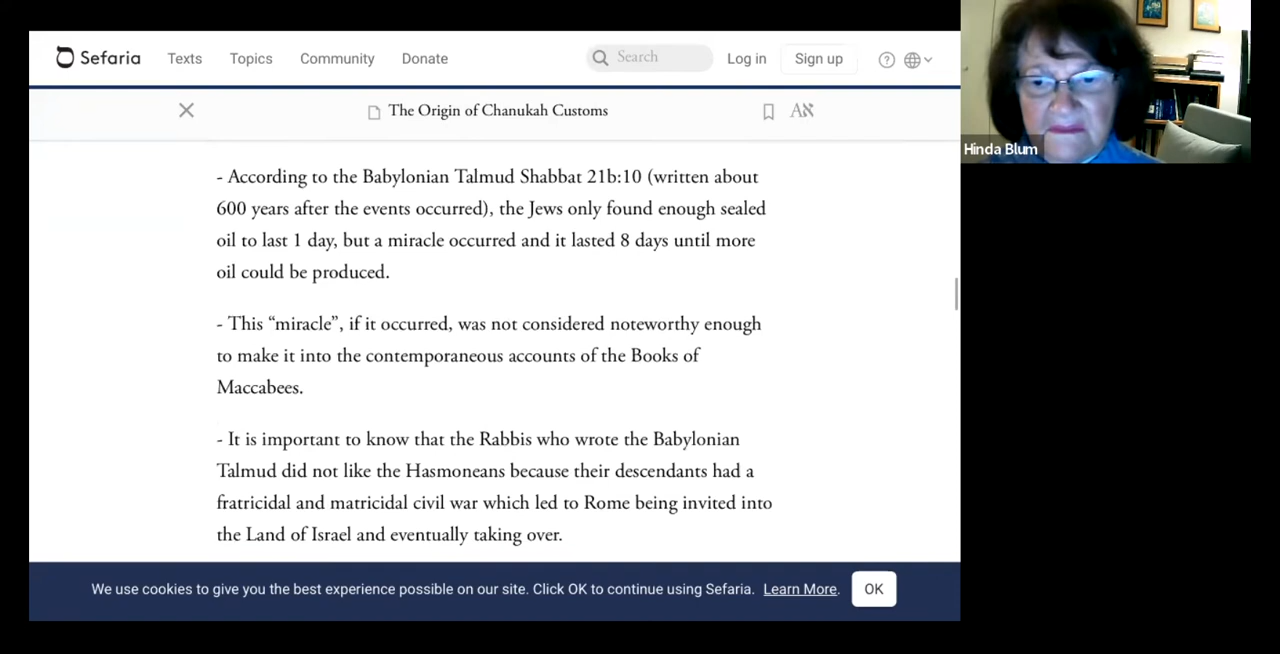 Sefaria Texts Topics Community Donate Search Log in Sign up
The Origin of Chanukah Customs
Hinda Blum
- According to the Babylonian Talmud Shabbat 21b:10 (written about
600 years after the events occurred), the Jews only found enough sealed
oil to last 1 day, but a miracle occurred and it lasted 8 days until more
oil could be produced.
- This “miracle”, if it occurred, was not considered noteworthy enough
to make it into the contemporaneous accounts of the Books of
Maccabees.
- It is important to know that the Rabbis who wrote the Babylonian
Talmud did not like the Hasmoneans because their descendants had a
fratricidal and matricidal civil war which led to Rome being invited into
the Land of Israel and eventually taking over.
We use cookies to give you the best experience possible on our site. Click OK to continue using Sefaria. Learn More. OK